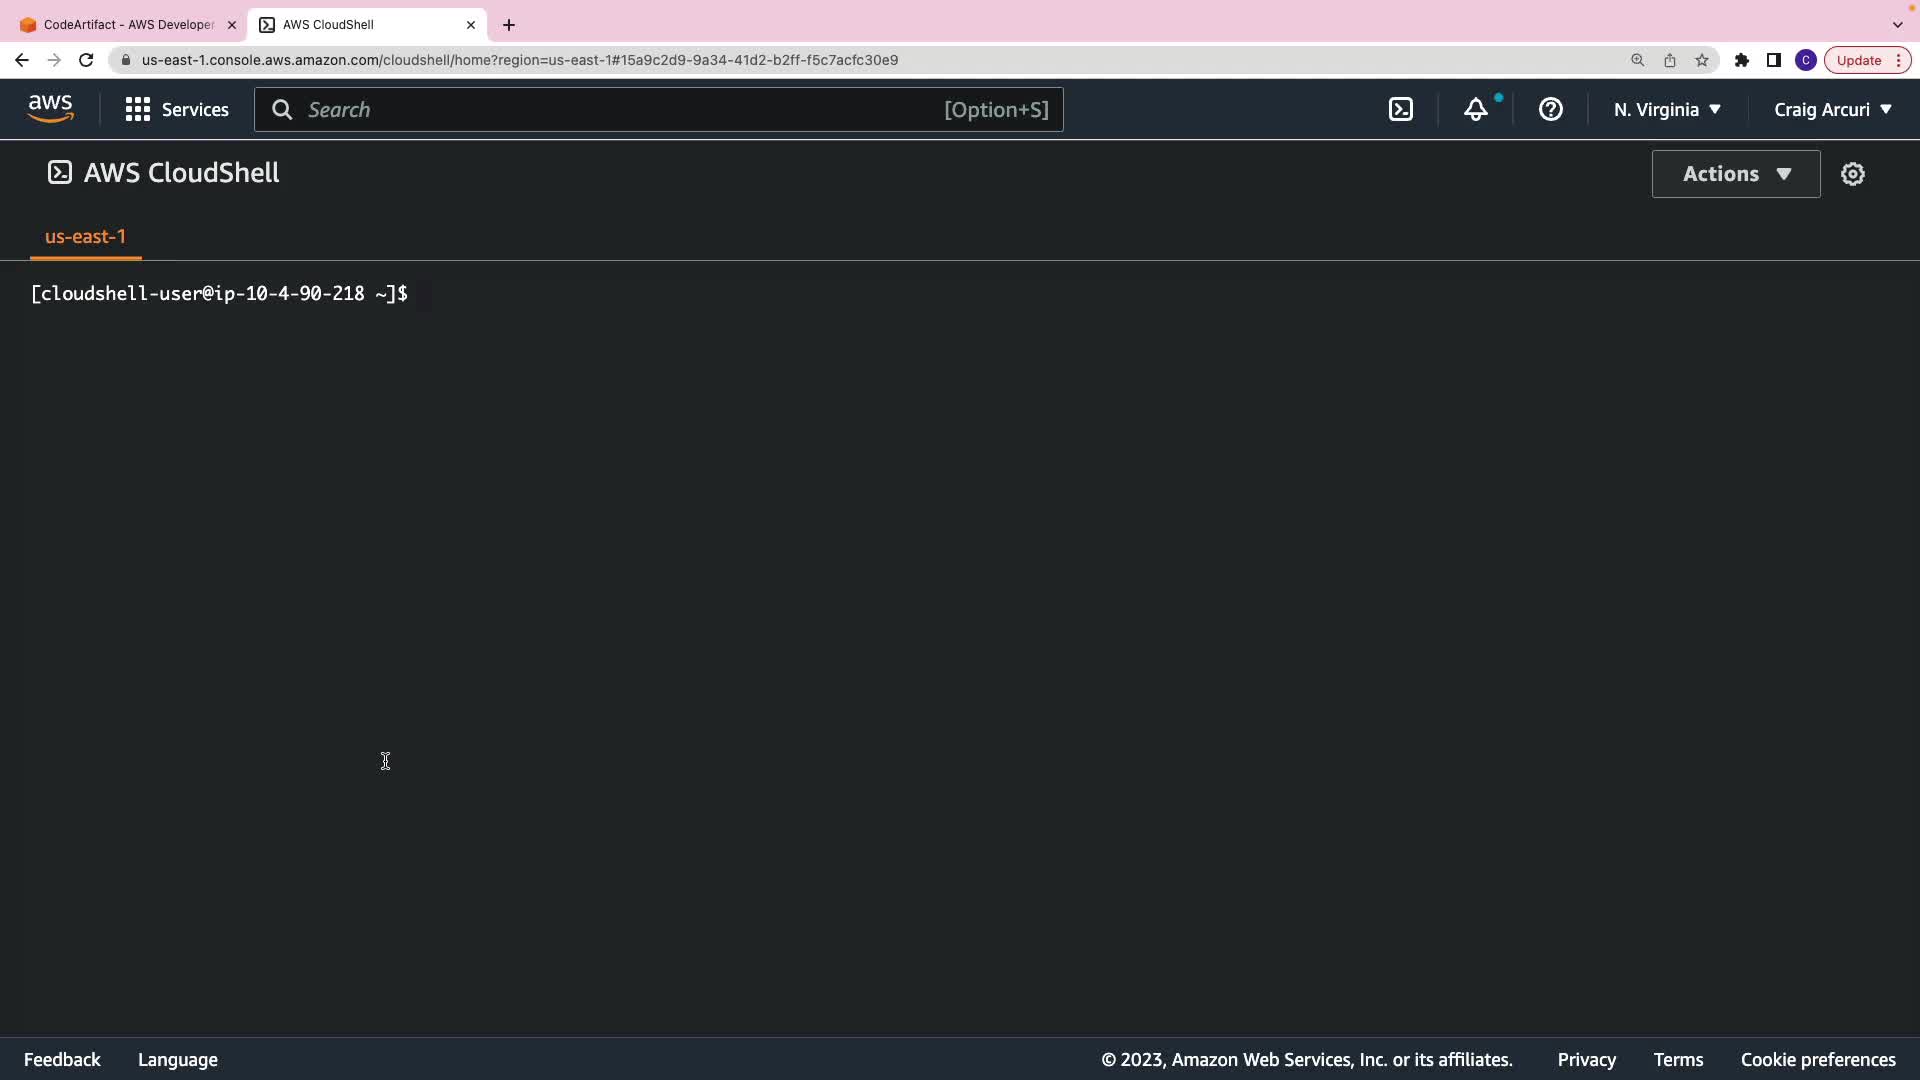 CodeArtifact - AWS Developer
AWS CloudShell
us-east-1.console.aws.amazon.com/cloudshell/home?region=us-east-1#15a9c2d9-9a34-41d2-b2ff-f5c7acfc30e9
C
Update
aws
Services
Search
[Option+S]
N. Virginia
Craig Arcuri
AWS CloudShell
Actions
us-east-1
[cloudshell-user@ip-10-4-90-218 ~]$
Feedback
Language
© 2023, Amazon Web Services, Inc. or its affiliates.
Privacy
Terms
Cookie preferences